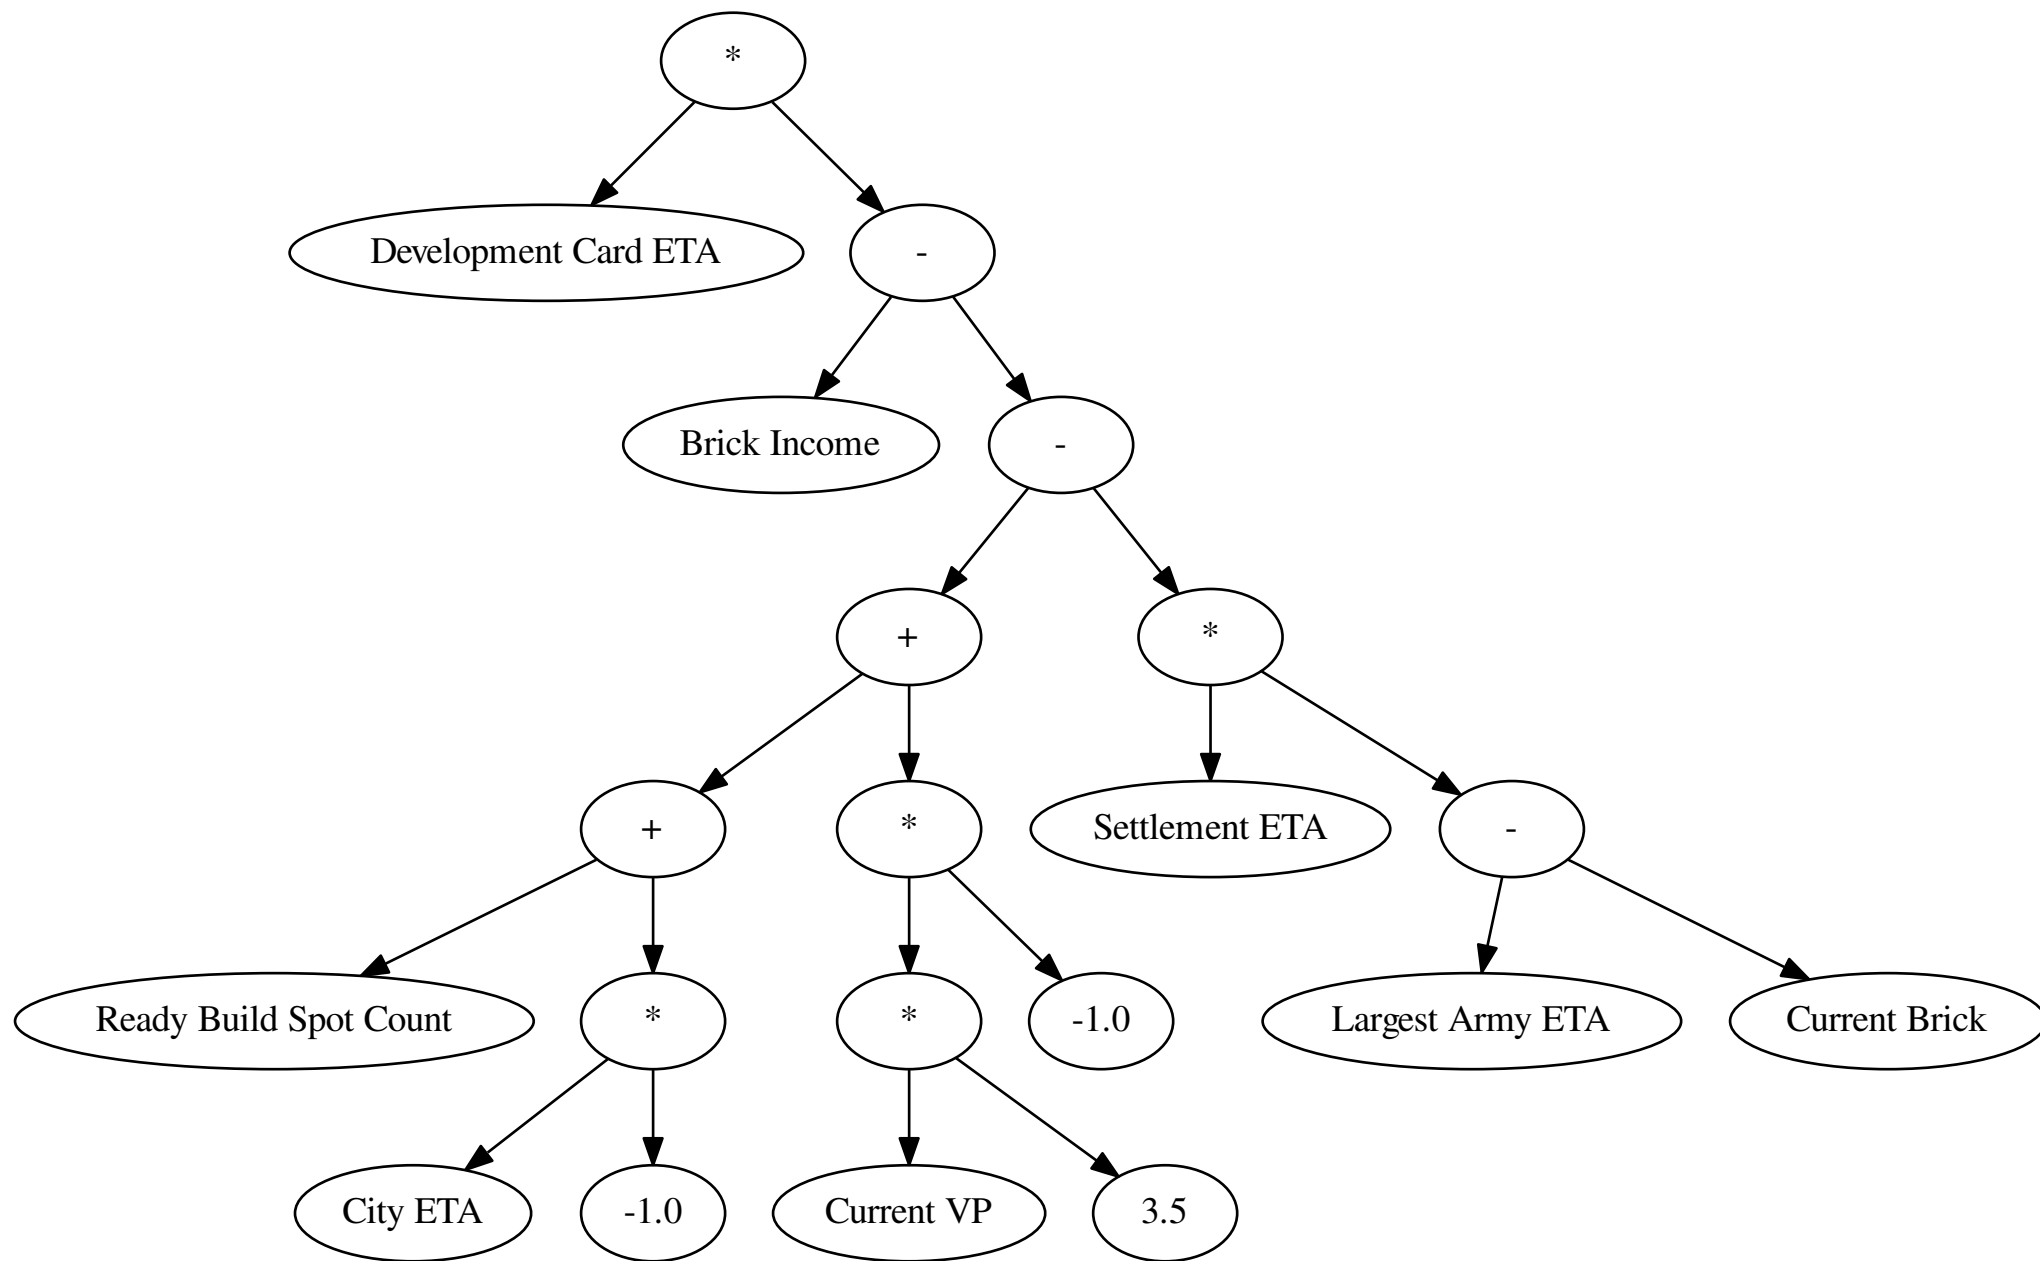 *
Development Card ETA
-
Brick Income
-
+
*
+
*
Settlement ETA
-
Ready Build Spot Count
*
*
-1.0
Largest Army ETA
Current Brick
City ETA
-1.0
Current VP
3.5